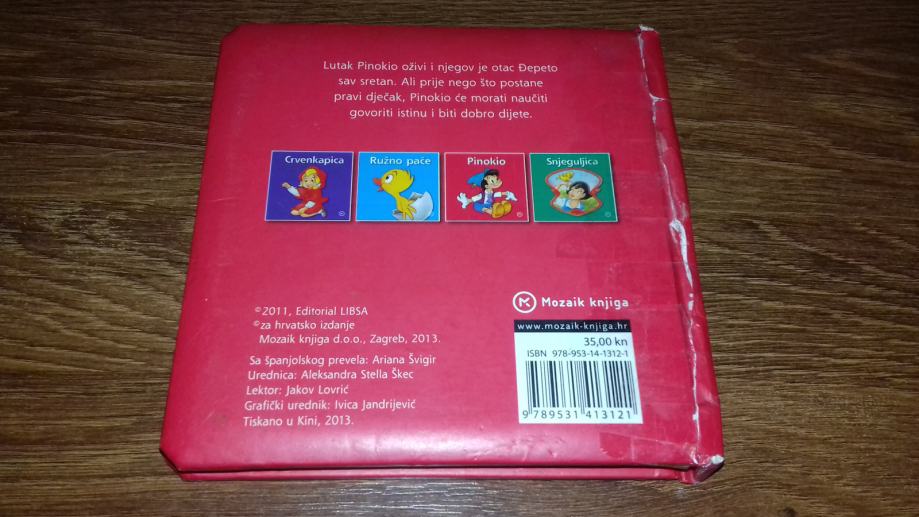 Lutak Pinokio oživi i njegov je otac Đepeto
sav sretan. Ali prije nego što postane
pravi dječak, Pinokio će morati naučiti
govoriti istinu i biti dobro dijete.
Crvenkapica
Ružno pače
Pinokio
Snjeguljica
©2011, Editorial LIBSA
©za hrvatsko izdanje
Mozaik knjiga d.o.o., Zagreb, 2013.
Sa španjolskog prevela: Ariana Švigir
Urednica: Aleksandra Stella Škec
Lektor: Jakov Lovrić
Grafički urednik: Ivica Jandrijević
Tiskano u Kini, 2013.
Mozaik knjiga
www.mozaik-knjiga.hr
35,00 kn
ISBN 978-953-14-1312-1
9 789531 413121